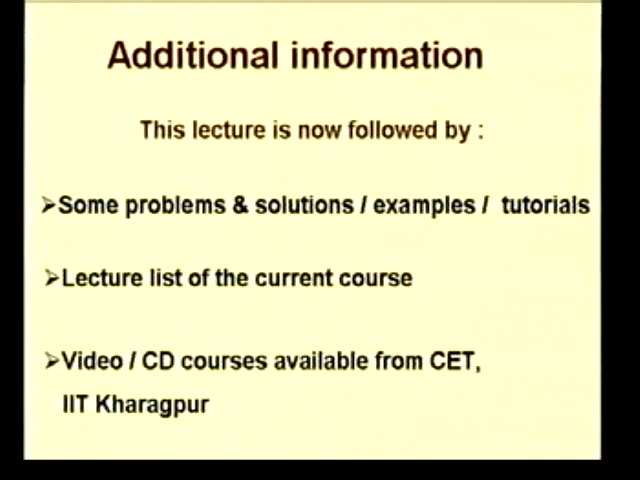 Additional information
This lecture is now followed by :
➢Some problems & solutions / examples / tutorials
➢Lecture list of the current course
➢Video / CD courses available from CET,
IIT Kharagpur